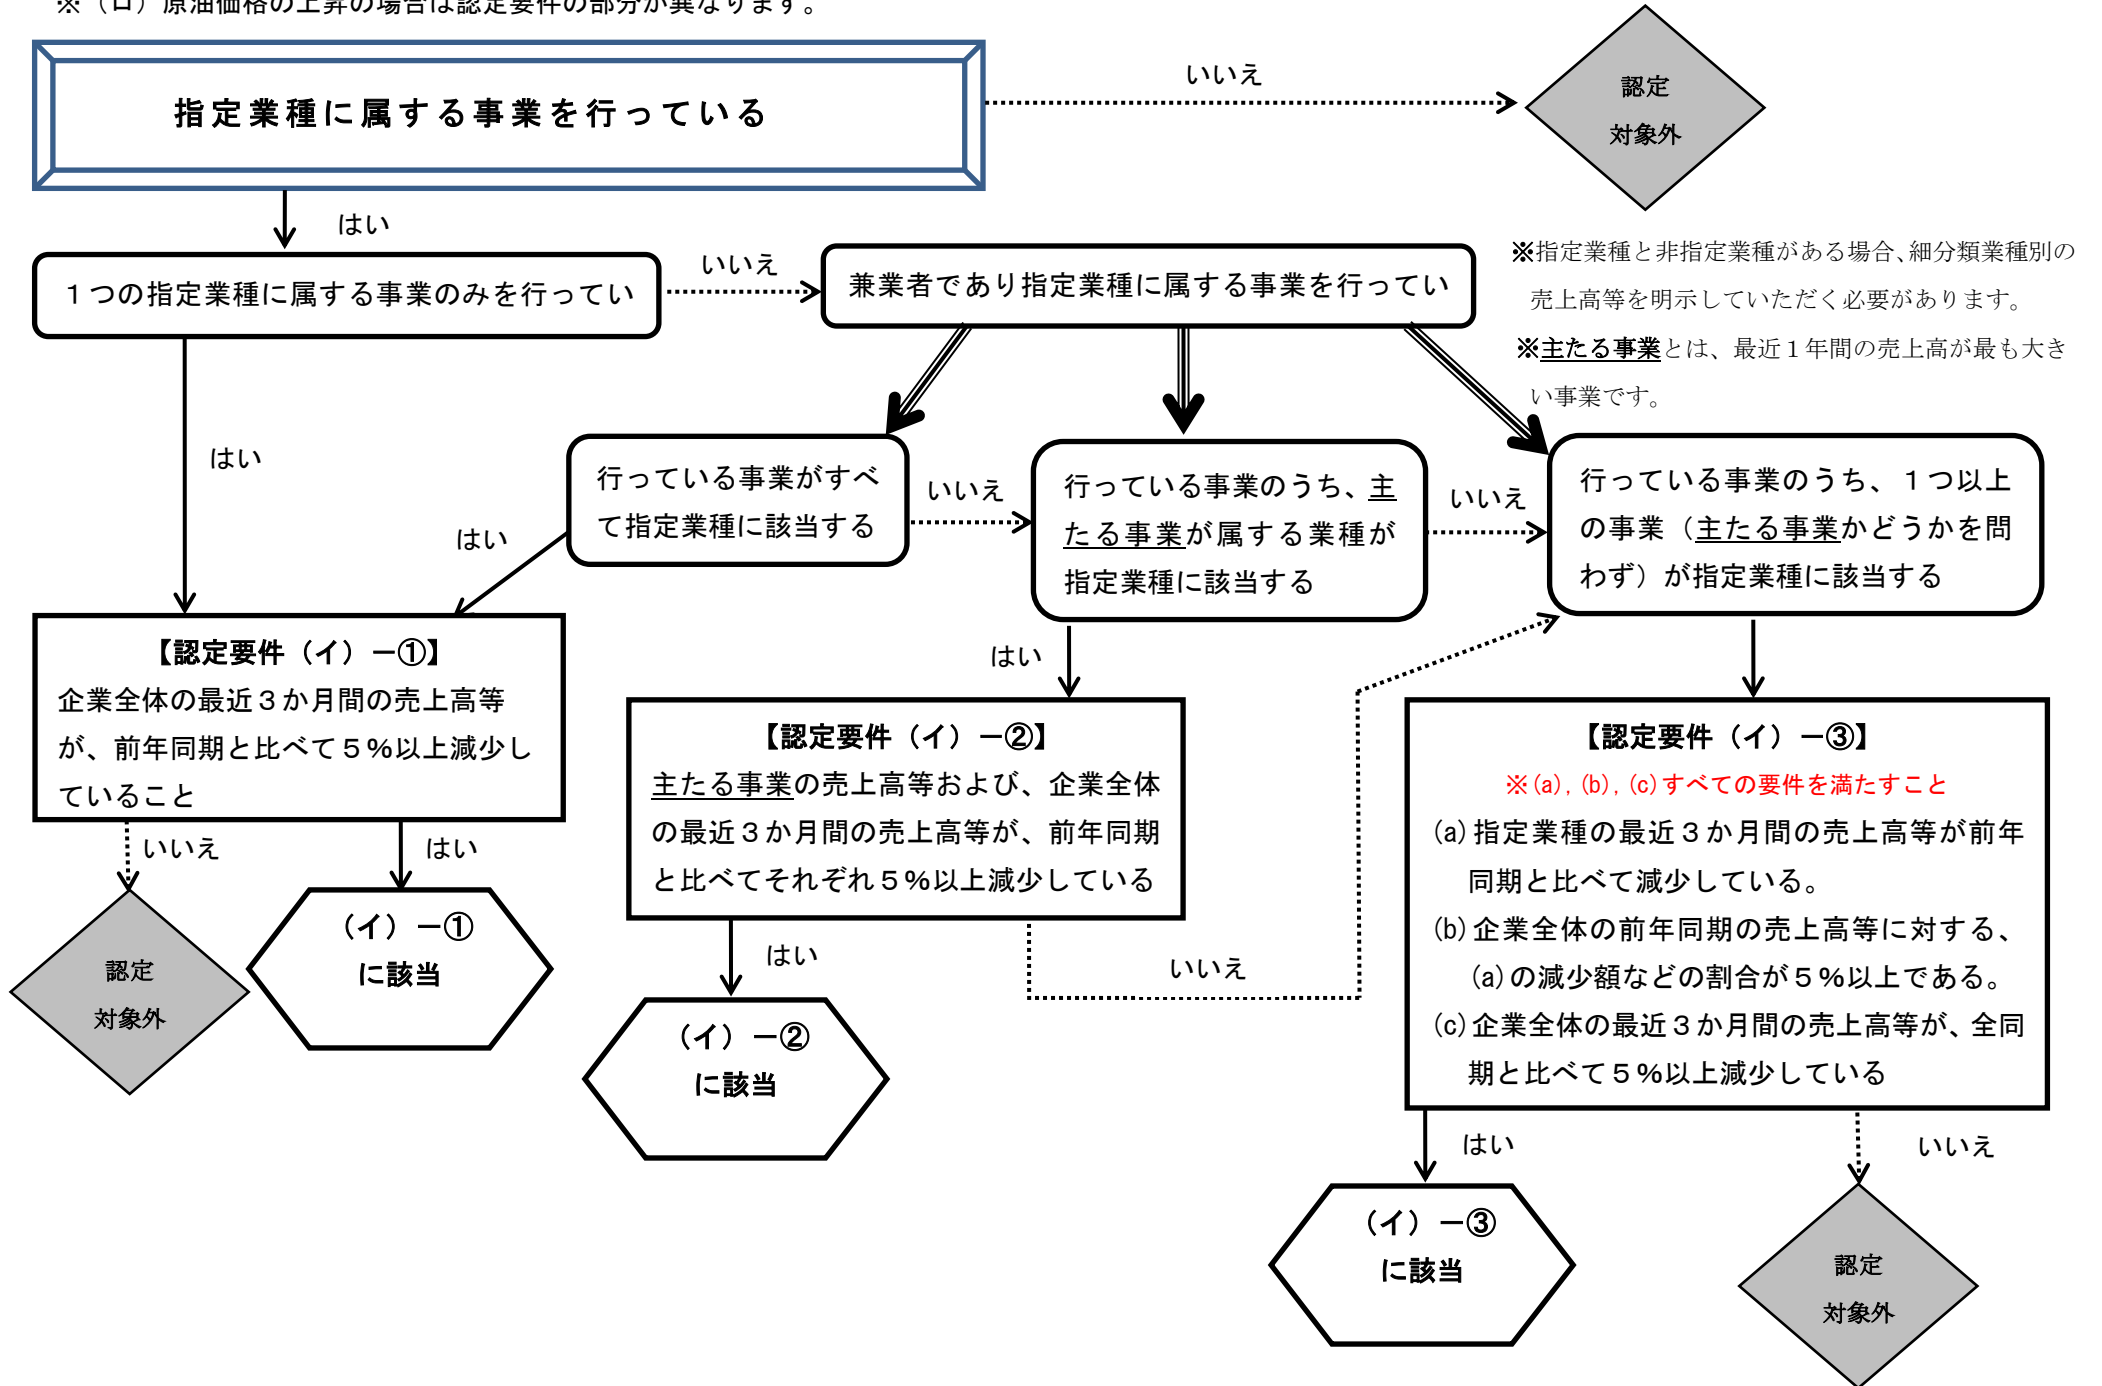 ※（ロ）原油価格の上昇の場合は認定要件の部分が異なります。
指定業種に属する事業を行っている
いいえ
認定
対象外
はい
１つの指定業種に属する事業のみを行ってい
いいえ
兼業者であり指定業種に属する事業を行ってい
※指定業種と非指定業種がある場合、細分類業種別の
売上高等を明示していただく必要があります。
※主たる事業とは、最近１年間の売上高が最も大き
い事業です。
はい
行っている事業がすべ
て指定業種に該当する
いいえ
はい
行っている事業のうち、主
たる事業が属する業種が
指定業種に該当する
いいえ
行っている事業のうち、１つ以上
の事業（主たる事業かどうかを問
わず）が指定業種に該当する
はい
【認定要件（イ）－①】
企業全体の最近３か月間の売上高等
が、前年同期と比べて５％以上減少し
ていること
いいえ
はい
認定
対象外
（イ）－①
に該当
【認定要件（イ）－②】
主たる事業の売上高等および、企業全体
の最近３か月間の売上高等が、前年同期
と比べてそれぞれ５％以上減少している
はい
いいえ
（イ）－②
に該当
【認定要件（イ）－③】
※(a),(b),(c)すべての要件を満たすこと
(a)指定業種の最近３か月間の売上高等が前年
同期と比べて減少している。
(b)企業全体の前年同期の売上高等に対する、
(a)の減少額などの割合が５％以上である。
(c)企業全体の最近３か月間の売上高等が、全同
期と比べて５％以上減少している
はい
いいえ
（イ）－③
に該当
認定
対象外